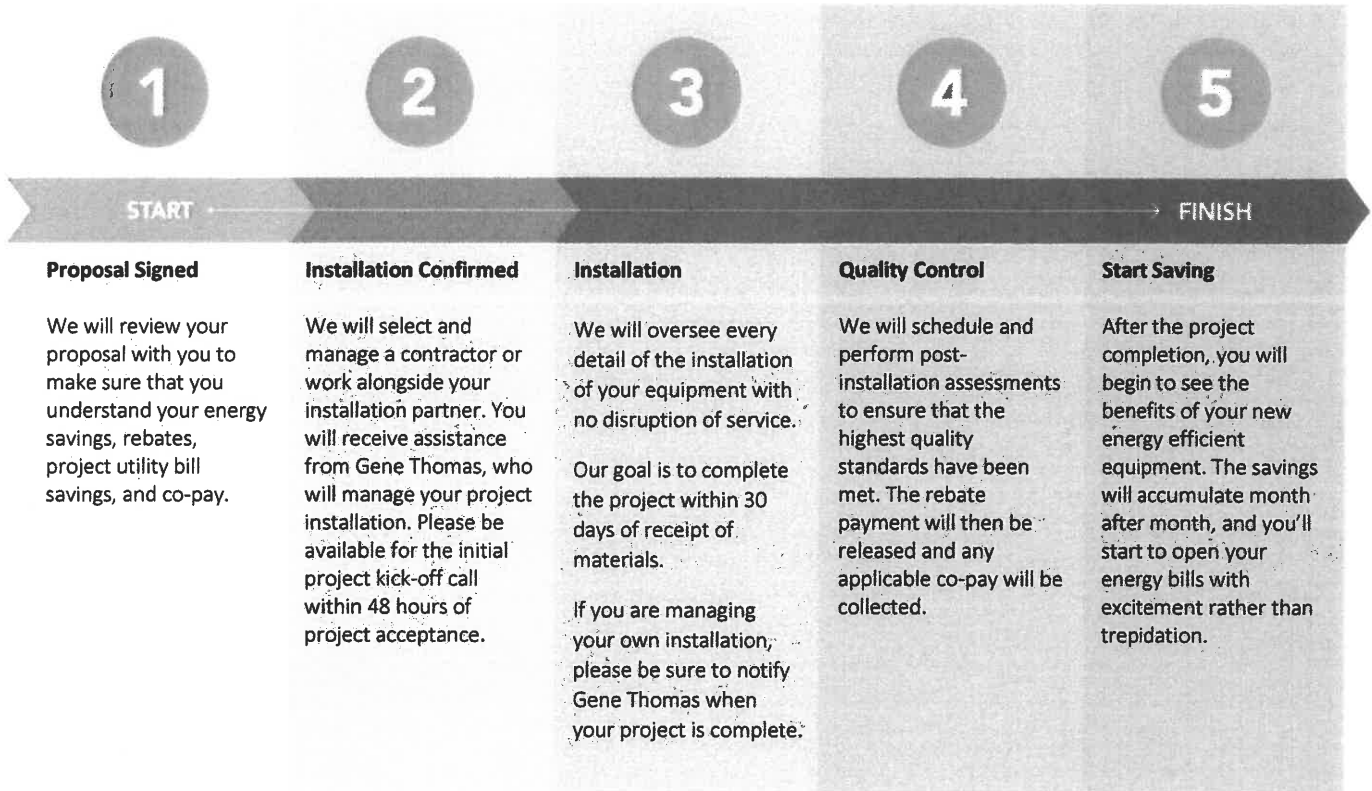 1
2
3
4
5
START
FINISH
Proposal Signed
We will review your
proposal with you to
make sure that you
understand your energy
savings, rebates,
project utility bill
savings, and co-pay.
Installation Confirmed
We will select and
manage a contractor or
work alongside your
installation partner. You
will receive assistance
from Gene Thomas, who
will manage your project
installation. Please be
available for the initial
project kick-off call
within 48 hours of
project acceptance.
Installation
We will oversee every
detail of the installation
of your equipment with
no disruption of service.
Our goal is to complete
the project within 30
days of receipt of
materials.
If you are managing
your own installation,
please be sure to notify
Gene Thomas when
your project is complete.
Quality Control
We will schedule and
perform post-
installation assessments
to ensure that the
highest quality
standards have been
met. The rebate
payment will then be
released and any
applicable co-pay will be
collected.
Start Saving
After the project
completion, you will
begin to see the
benefits of your new
energy efficient
equipment. The savings
will accumulate month
after month, and you'll
start to open your
energy bills with
excitement rather than
trepidation.